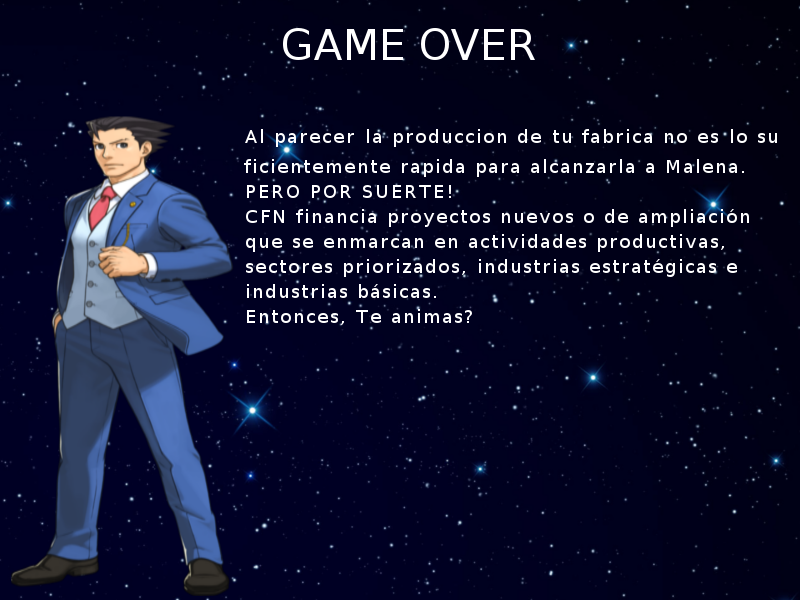 GAME OVER
Al parecer la produccion de tu fabrica no es lo su
ficientemente rapida para alcanzarla a Malena.
PERO POR SUERTE!
CFN financia proyectos nuevos o de ampliación
que se enmarcan en actividades productivas,
sectores priorizados, industrias estratégicas e
industrias básicas.
Entonces, Te animas?